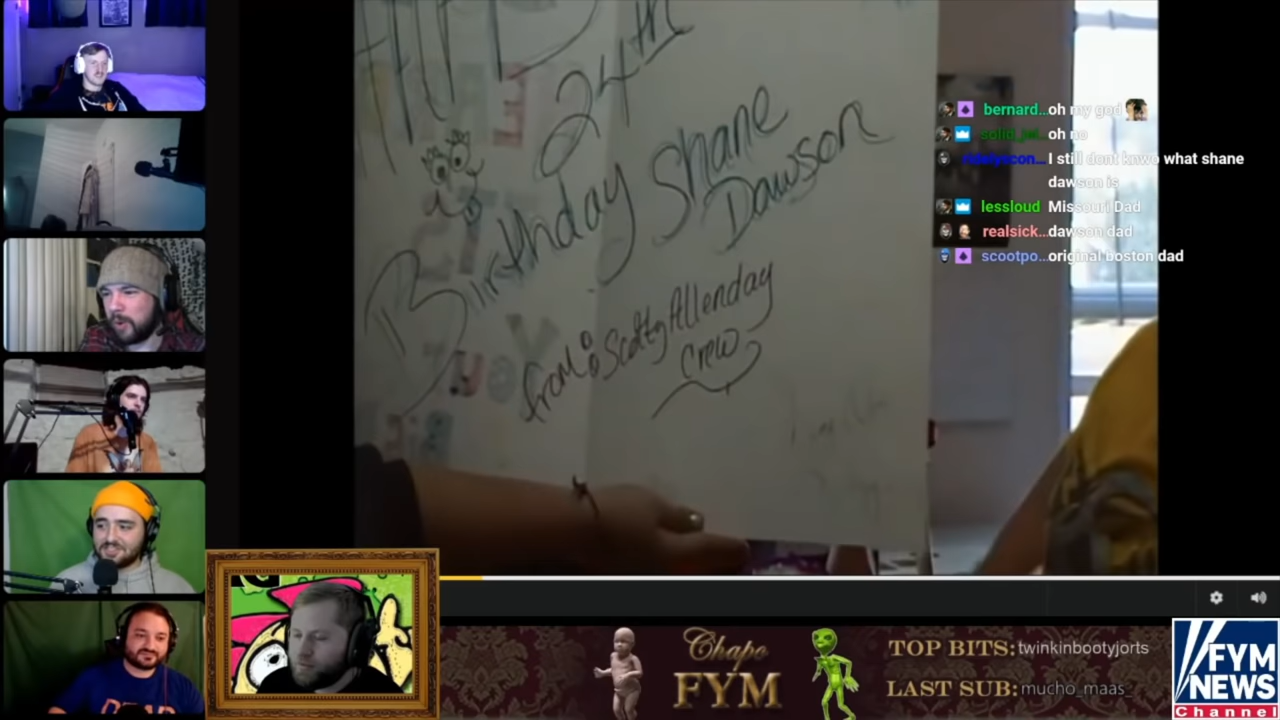 24th
Birthday Shane
Dawson
from: Scotty Allenday
Crew
bernard... oh my god
oh no
I still dont knwo what shane
dawson is
lessloud Missouri Dad
realsick... dawson dad
scootpo... original boston dad
Chapo
FYM
TOP BITS: twinkinbootyjorts
LAST SUB: mucho_maas_
FYM
NEWS
Channel